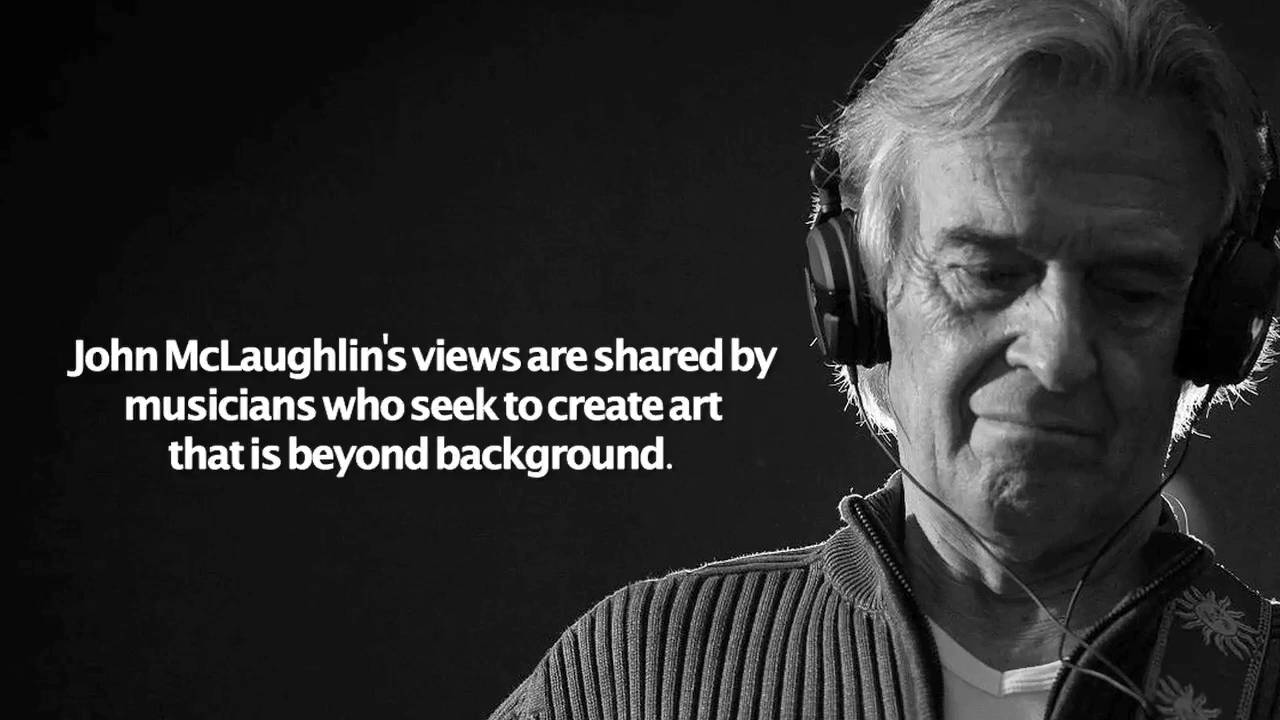 John McLaughlin's views are shared by
musicians who seek to create art
that is beyond background.